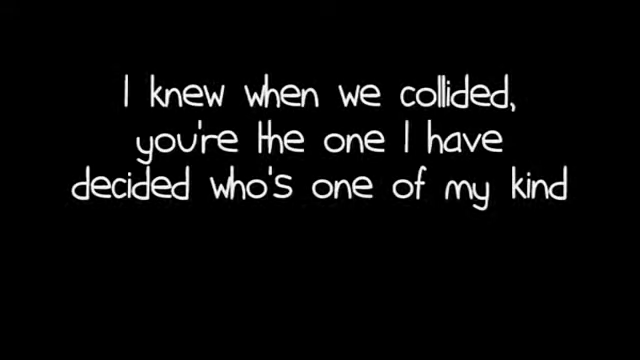 I knew when we collided,
you're the one I have
decided who's one of my kind